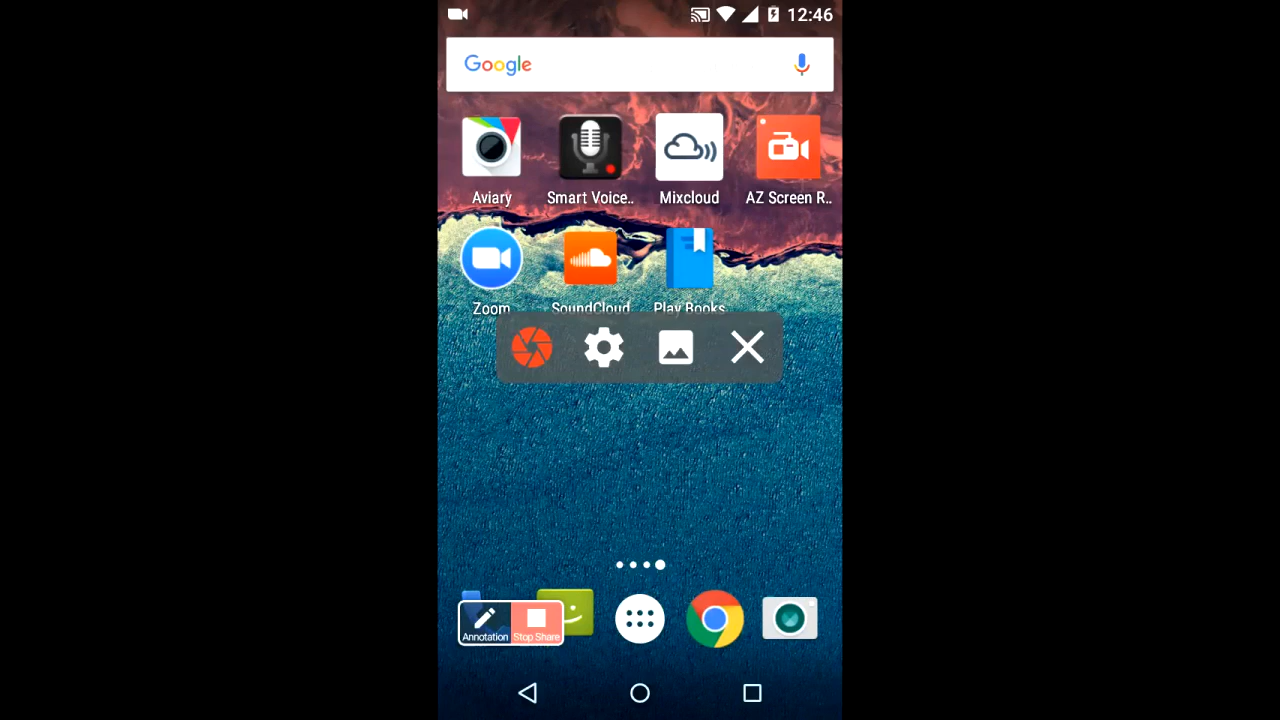 12:46
Google
Aviary
Smart Voice..
Mixcloud
AZ Screen R..
Zoom
SoundCloud
Play Books
Annotation
Stop Share